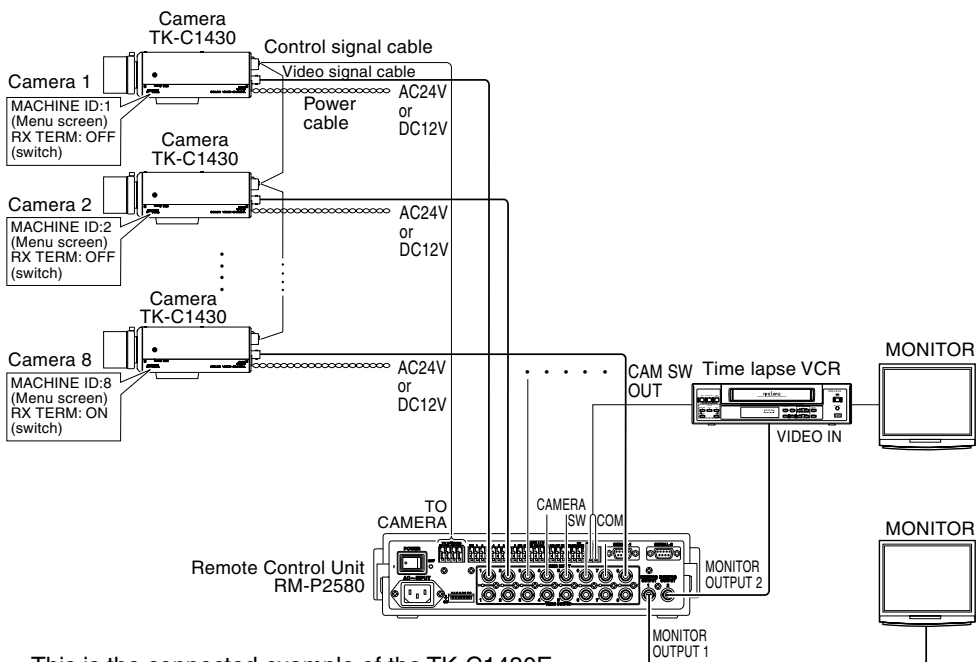 Camera
TK-C1430
Control signal cable
Video signal cable
Camera 1
MACHINE ID:1
(Menu screen)
RX TERM: OFF
(switch)
Power
cable
AC24V
or
DC12V
Camera
TK-C1430
Camera 2
MACHINE ID:2
(Menu screen)
RX TERM: OFF
(switch)
AC24V
or
DC12V
Camera
TK-C1430
Camera 8
MACHINE ID:8
(Menu screen)
RX TERM: ON
(switch)
AC24V
or
DC12V
CAM SW
OUT
Time lapse VCR
VIDEO IN
MONITOR
TO
CAMERA
CAMERA
SW
COM
MONITOR
Remote Control Unit
RM-P2580
POWER
MONITOR
OUTPUT 2
MONITOR
OUTPUT 1